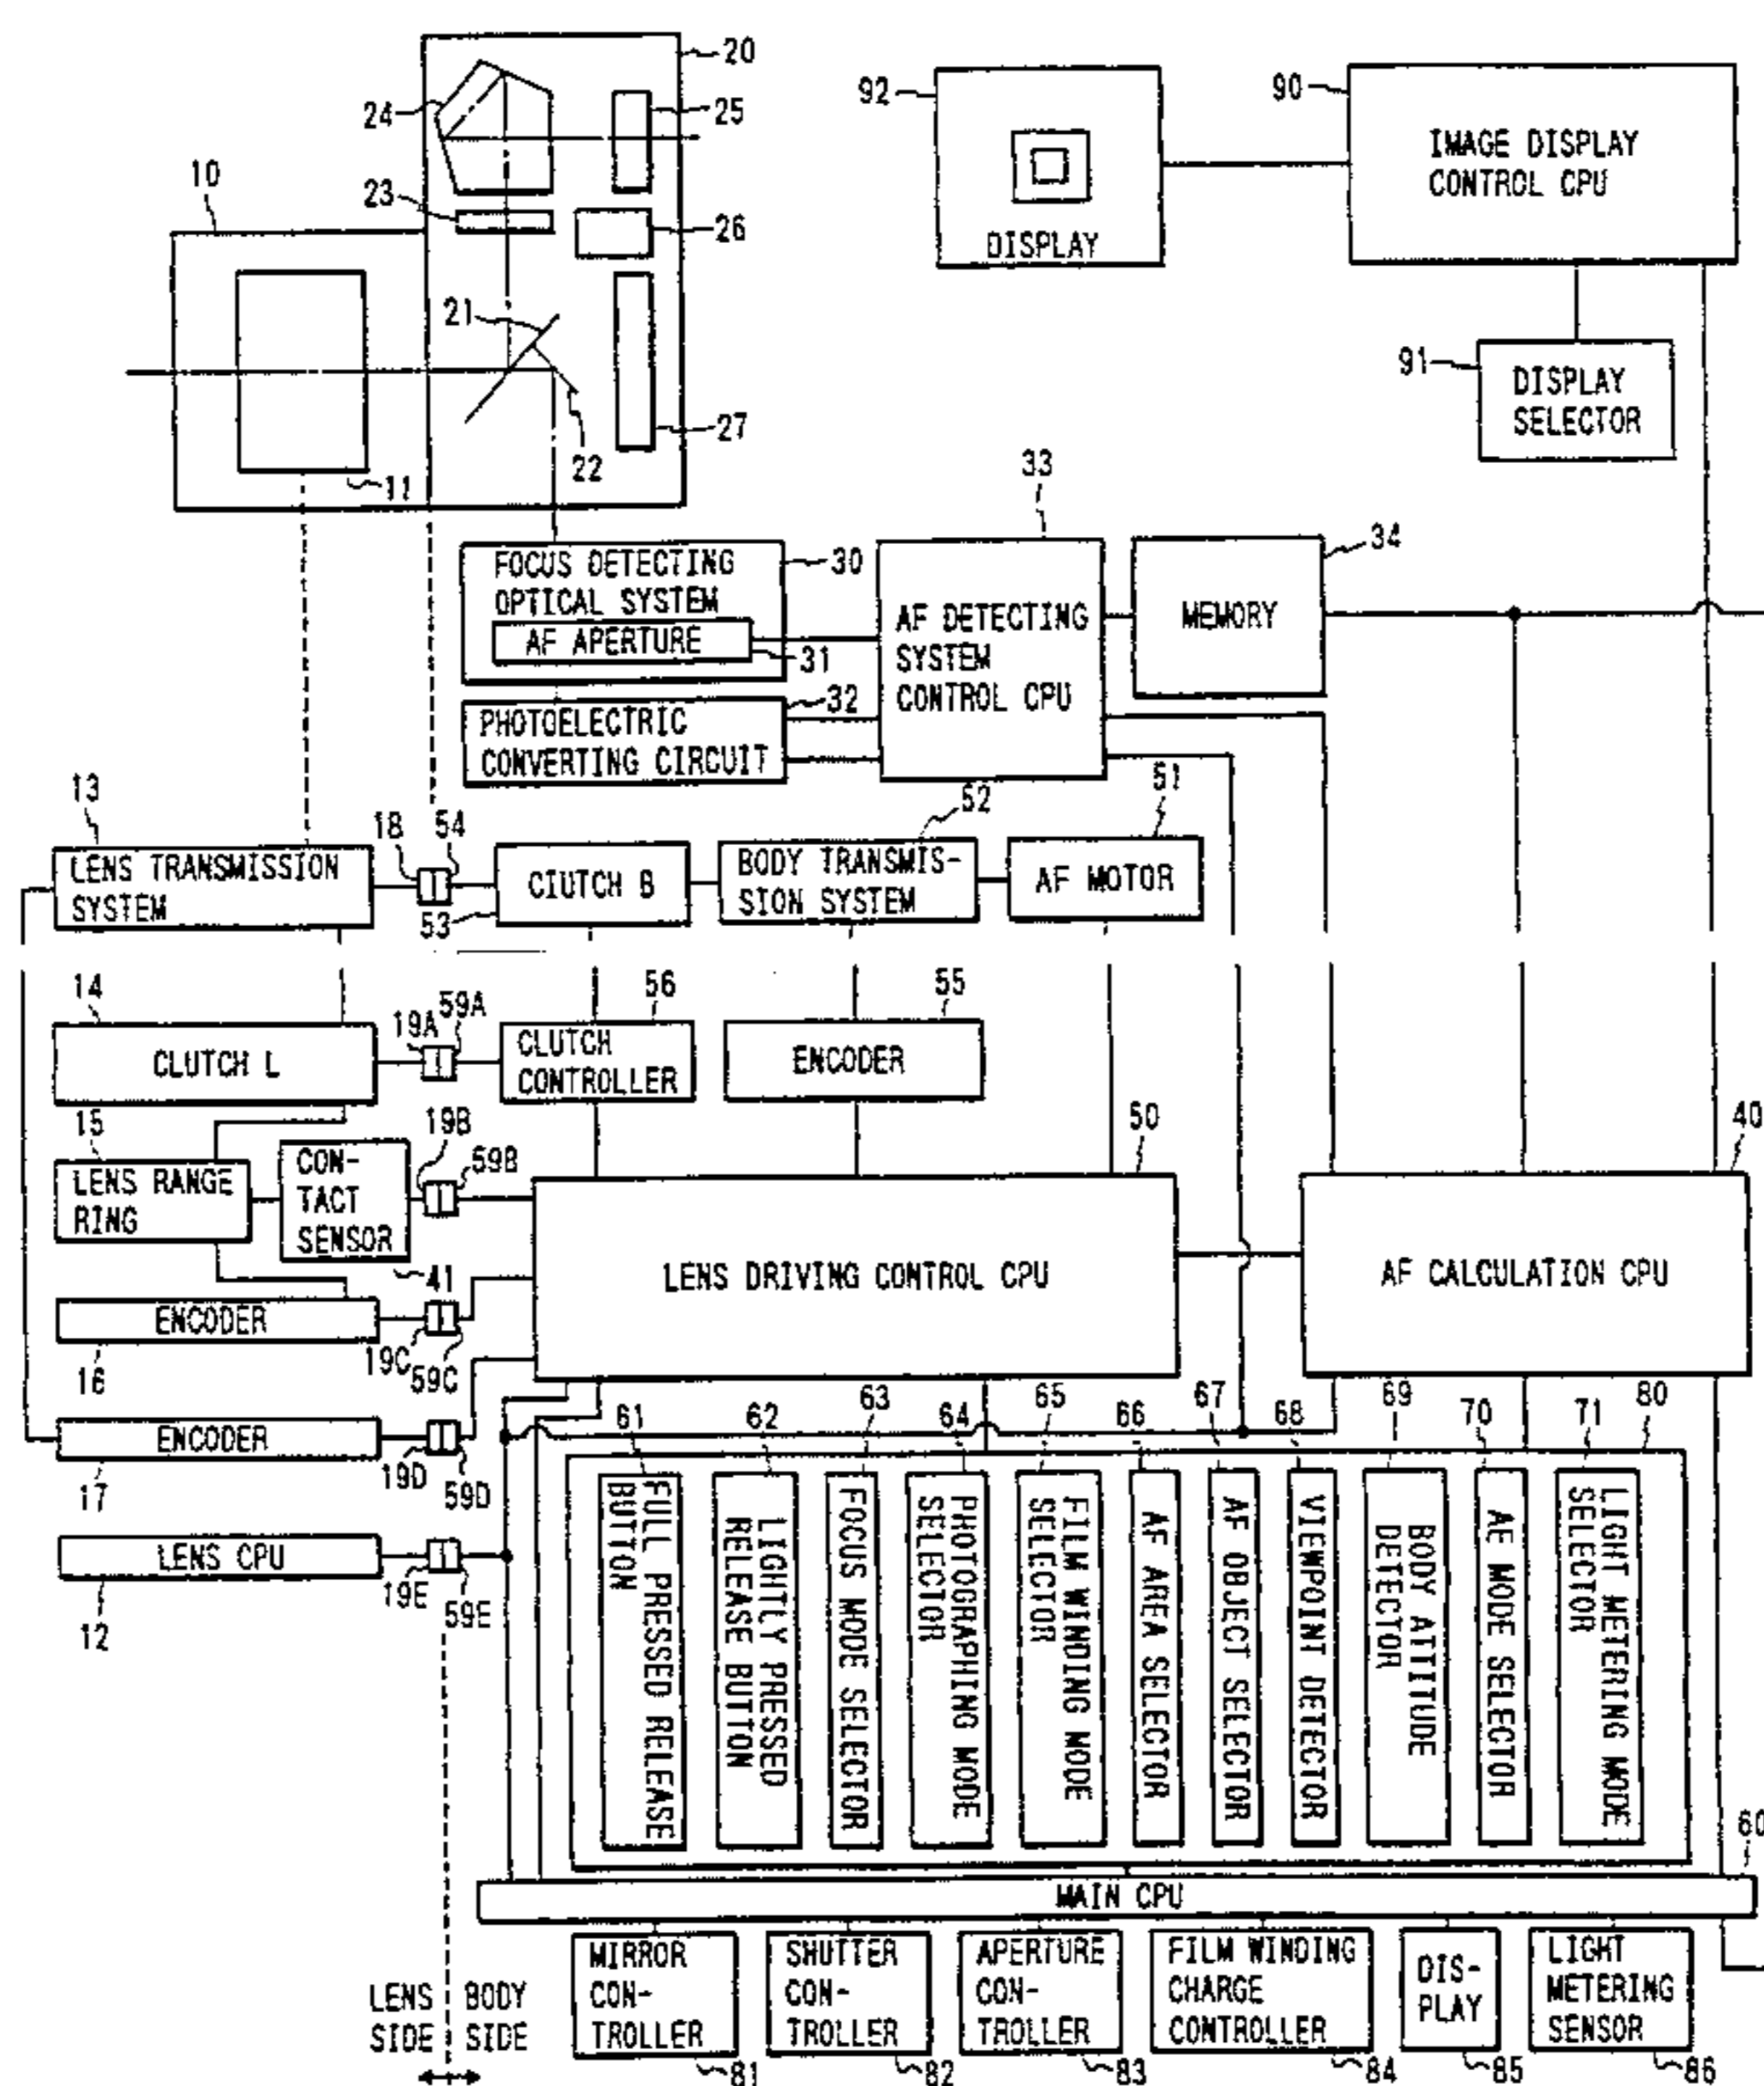 20
92
90
24
25
IMAGE DISPLAY
CONTROL CPU
10
23
26
DISPLAY
21
91
DISPLAY
SELECTOR
27
22
11
33
34
FOCUS DETECTING
OPTICAL SYSTEM
30
AF APERTURE
31
AF DETECTING
SYSTEM
CONTROL CPU
MEMORY
PHOTOELECTRIC
CONVERTING CIRCUIT
32
13
18
54
52
51
LENS TRANSMISSION
SYSTEM
CIUTCH B
53
BODY TRANSMIS-
SION SYSTEM
AF MOTOR
14
19A
59A
56
55
CLUTCH L
CLUTCH
CONTROLLER
ENCODER
15
19B
59B
50
40
LENS RANGE
RING
CON-
TACT
SENSOR
41
LENS DRIVING CONTROL CPU
AF CALCULATION CPU
ENCODER
16
19C
59C
ENCODER
17
19D
59D
LENS CPU
12
19E
59E
61
62
63
64
65
66
67
68
69
70
71
80
FULL PRESSED RELEASE
BUTTON
LIGHTLY PRESSED
RELEASE BUTTON
FOCUS MODE SELECTOR
PHOTOGRAPHING MODE
SELECTOR
FILM WINDING MODE
SELECTOR
AF AREA SELECTOR
AF OBJECT SELECTOR
VIEWPOINT DETECTOR
BODY ATTITUDE
DETECTOR
AE MODE SELECTOR
LIGHT METERING MODE
SELECTOR
60
MAIN CPU
MIRROR
CON-
TROLLER
81
SHUTTER
CON-
TROLLER
82
APERTURE
CON-
TROLLER
83
FILM WINDING
CHARGE
CONTROLLER
84
DIS-
PLAY
85
LIGHT
METERING
SENSOR
86
LENS
SIDE
BODY
SIDE